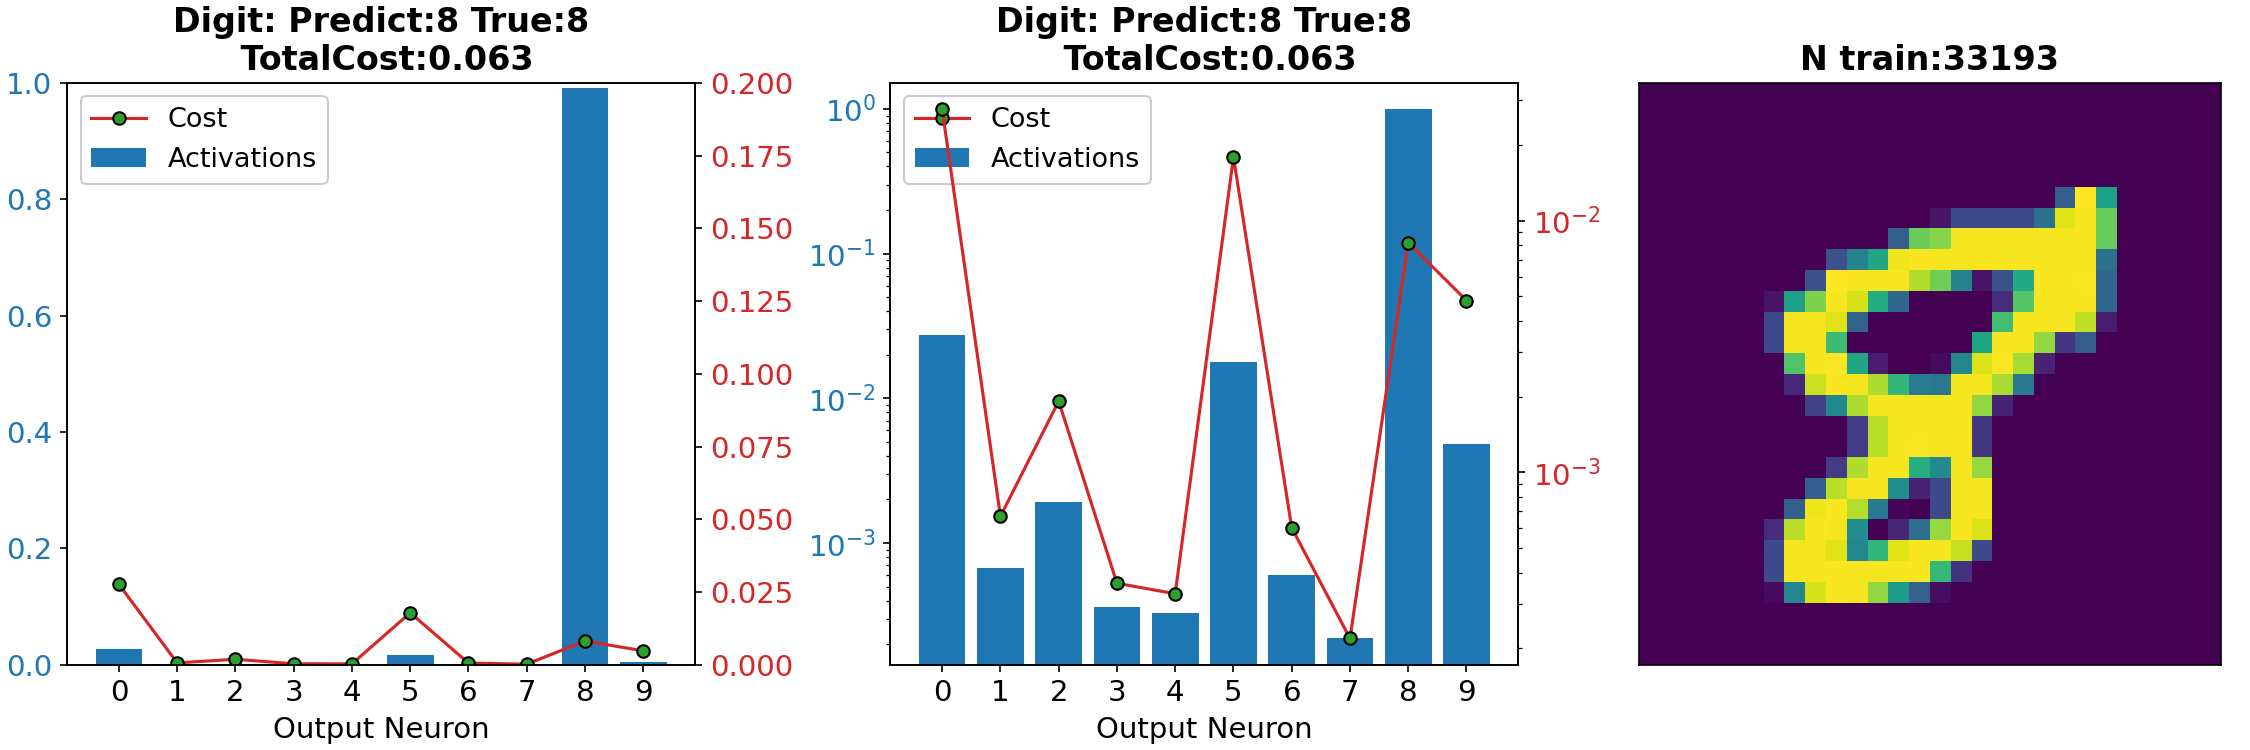 Digit: Predict:8 True:8
TotalCost:0.063
1.0
0.8
0.6
0.4
0.2
0.0
Cost
Activations
0.200
0.175
0.150
0.125
0.100
0.075
0.050
0.025
0.000
0 1 2 3 4 5 6 7 8 9
Output Neuron
Digit: Predict:8 True:8
TotalCost:0.063
10⁰
10⁻¹
10⁻²
10⁻³
Cost
Activations
10⁻²
10⁻³
0 1 2 3 4 5 6 7 8 9
Output Neuron
N train:33193
8